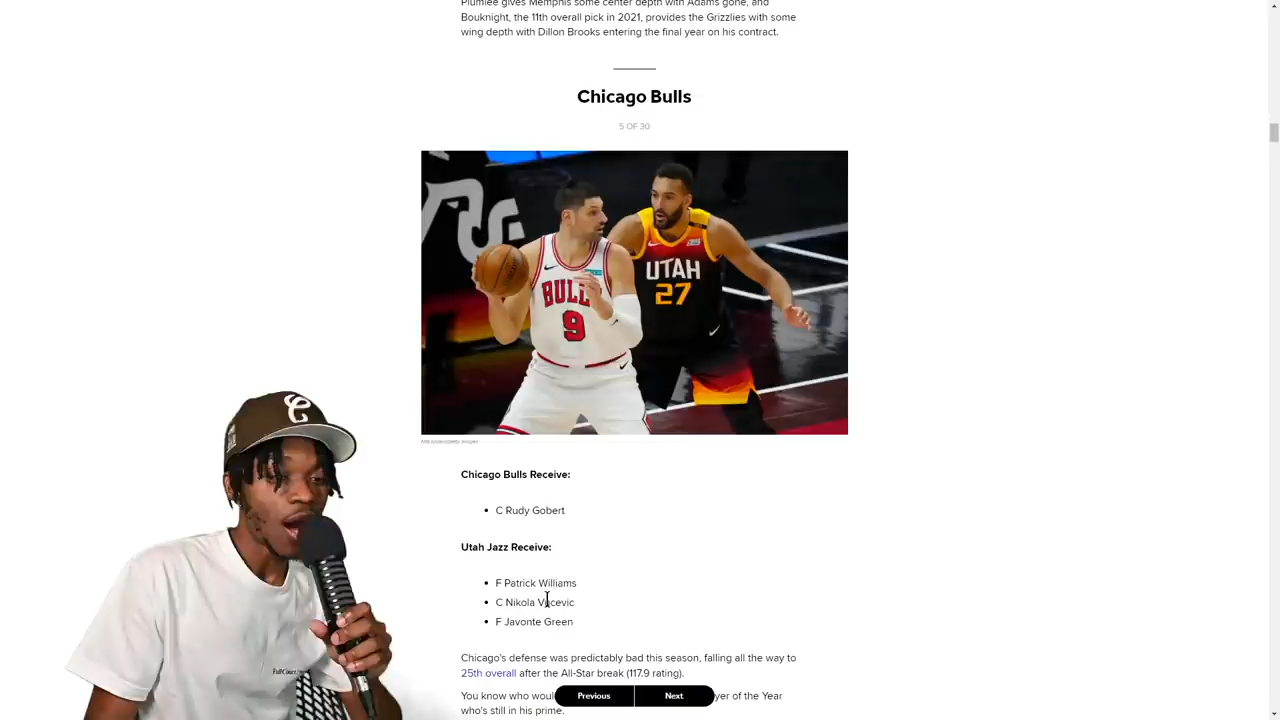 Plumlee gives Memphis some center depth with Adams gone, and
Bouknight, the 11th overall pick in 2021, provides the Grizzlies with some
wing depth with Dillon Brooks entering the final year on his contract.
Chicago Bulls
5 OF 30
BULL
9
UTAH
27
Chicago Bulls Receive:
• C Rudy Gobert
Utah Jazz Receive:
• F Patrick Williams
• C Nikola Vucevic
• F Javonte Green
Chicago's defense was predictably bad this season, falling all the way to
25th overall after the All-Star break (117.9 rating).
You know who woul yer of the Year
who's still in his prime.
Previous
Next
C